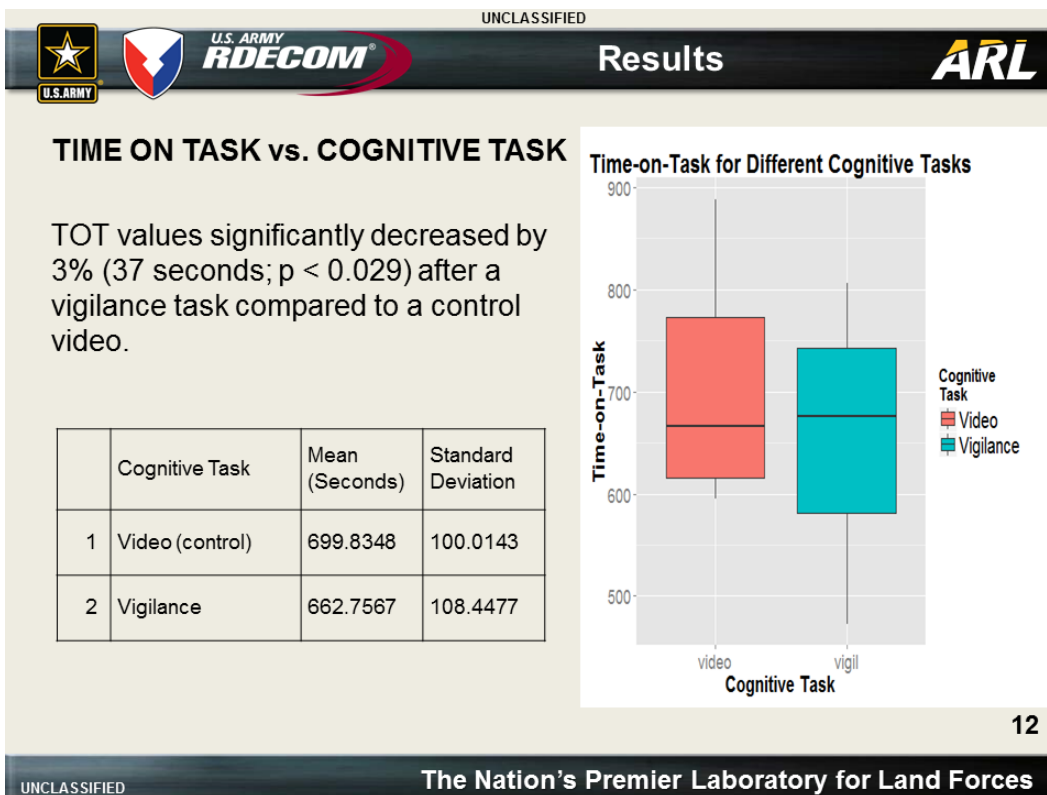 UNCLASSIFIED
U.S. ARMY
RDECOM®
Results
ARL
U.S.ARMY
TIME ON TASK vs. COGNITIVE TASK
TOT values significantly decreased by
3% (37 seconds; p < 0.029) after a
vigilance task compared to a control
video.
Cognitive Task
Mean
(Seconds)
Standard
Deviation
1 Video (control) 699.8348 100.0143
2 Vigilance 662.7567 108.4477
Time-on-Task for Different Cognitive Tasks
900
800
700
600
500
Time-on-Task
video vigil
Cognitive Task
Cognitive
Task
Video
Vigilance
12
UNCLASSIFIED
The Nation's Premier Laboratory for Land Forces